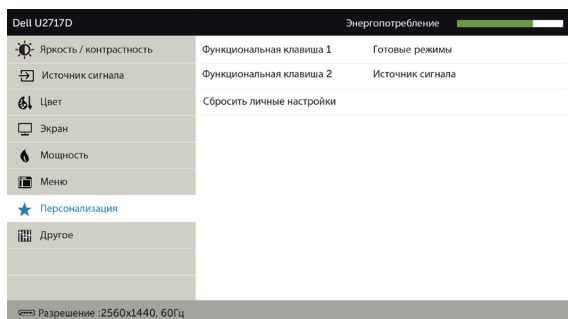 Dell U2717D Энергопотребление
Яркость / контрастность Функциональная клавиша 1 Готовые режимы
Источник сигнала Функциональная клавиша 2 Источник сигнала
Цвет Сбросить личные настройки
Экран
Мощность
Меню
Персонализация
Другое
Разрешение :2560x1440, 60Гц